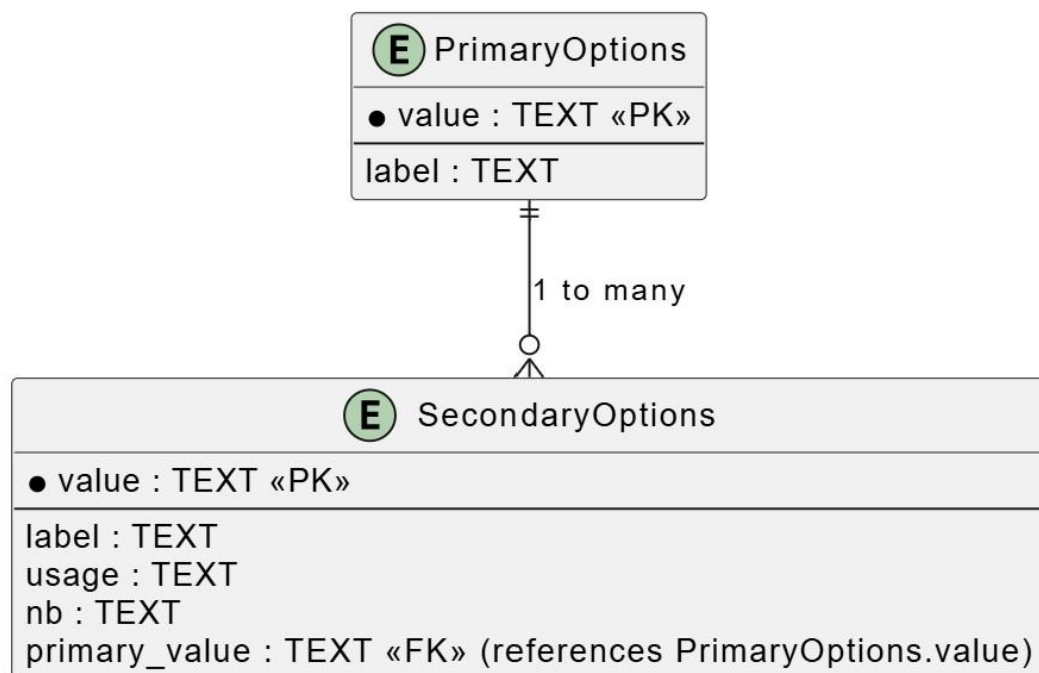 E PrimaryOptions
● value : TEXT «PK»
label : TEXT
1 to many
E SecondaryOptions
● value : TEXT «PK»
label : TEXT
usage : TEXT
nb : TEXT
primary_value : TEXT «FK» (references PrimaryOptions.value)